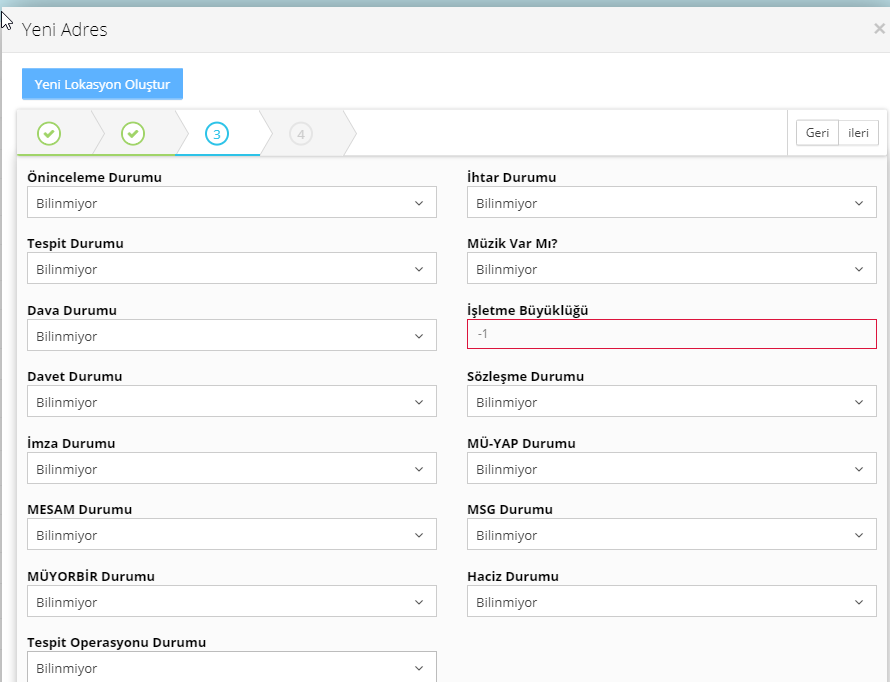 Yeni Adres
×
Yeni Lokasyon Oluştur
3
4
Geri
ileri
Öninceleme Durumu
Bilinmiyor
İhtar Durumu
Bilinmiyor
Tespit Durumu
Bilinmiyor
Müzik Var Mı?
Bilinmiyor
Dava Durumu
Bilinmiyor
İşletme Büyüklüğü
-1
Davet Durumu
Bilinmiyor
Sözleşme Durumu
Bilinmiyor
İmza Durumu
Bilinmiyor
MÜ-YAP Durumu
Bilinmiyor
MESAM Durumu
Bilinmiyor
MSG Durumu
Bilinmiyor
MÜYORBİR Durumu
Bilinmiyor
Haciz Durumu
Bilinmiyor
Tespit Operasyonu Durumu
Bilinmiyor